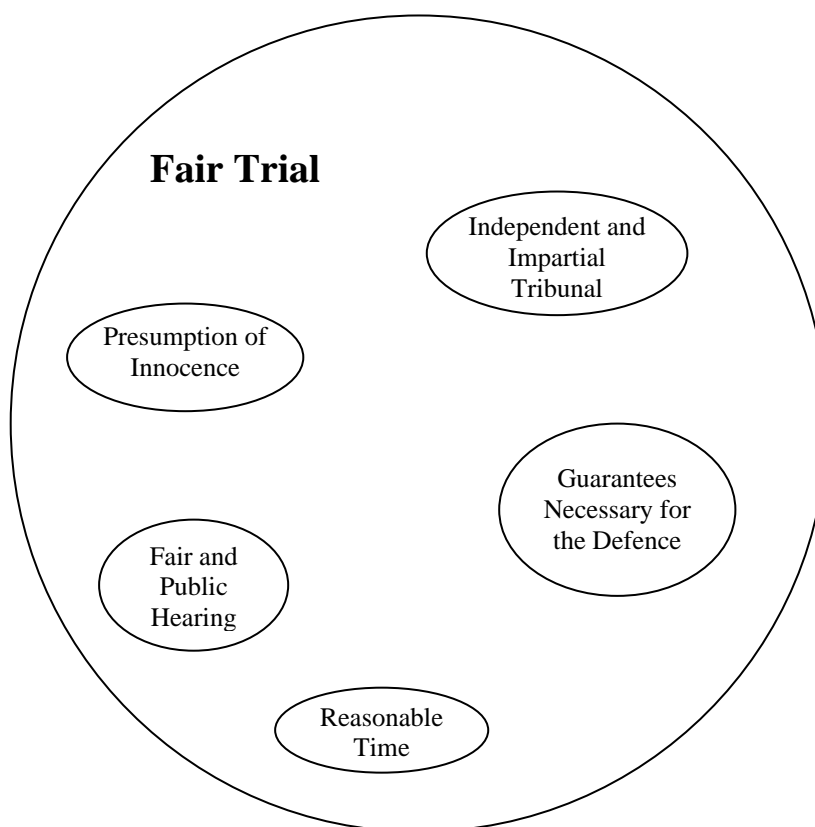 Fair Trial
Independent and
Impartial
Tribunal
Presumption of
Innocence
Guarantees
Necessary for
the Defence
Fair and
Public
Hearing
Reasonable
Time